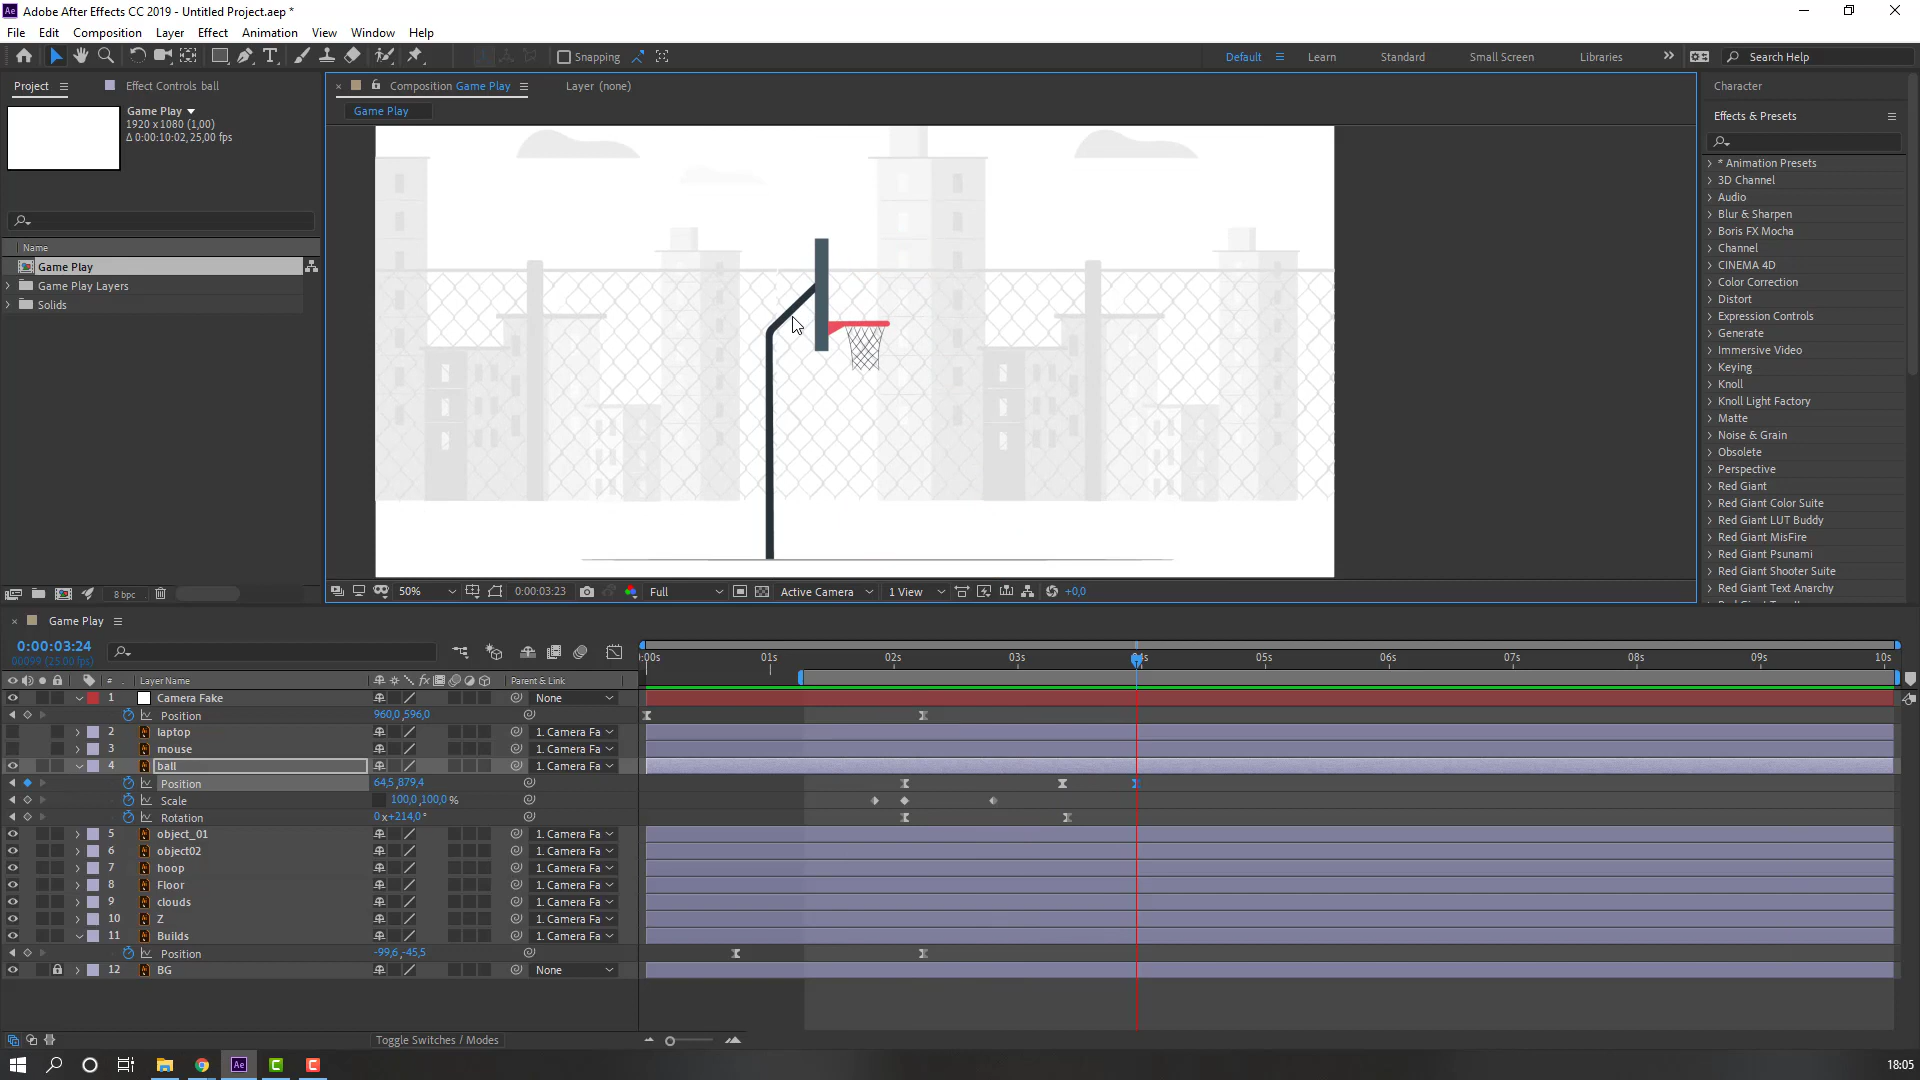 Adobe After Effects CC 2019 - Untitled Project.aep *
File Edit Composition Layer Effect Animation View Window Help
Snapping Default Learn Standard Small Screen Libraries Search Help
Project Effect Controls ball
Game Play
1920 x 1080 (1,00)
Δ 0:00:10:02, 25,00 fps
Name
Game Play
Game Play Layers
Solids
8 bpc
Composition Game Play Layer (none)
Game Play
50% 0:00:03:23 Full Active Camera 1 View +0,0
Character
Effects & Presets
* Animation Presets
3D Channel
Audio
Blur & Sharpen
Boris FX Mocha
Channel
CINEMA 4D
Color Correction
Distort
Expression Controls
Generate
Immersive Video
Keying
Knoll
Knoll Light Factory
Matte
Noise & Grain
Obsolete
Perspective
Red Giant
Red Giant Color Suite
Red Giant LUT Buddy
Red Giant MisFire
Red Giant Psunami
Red Giant Shooter Suite
Red Giant Text Anarchy
Game Play
0:00:03:24
00099 (25.00 fps)
:00s 01s 02s 03s 04s 05s 06s 07s 08s 09s 10s
# Layer Name Parent & Link
1 Camera Fake None
Position 960,0,596,0
2 laptop 1. Camera Fa
3 mouse 1. Camera Fa
4 ball 1. Camera Fa
Position 64,5,879,4
Scale 100,0,100,0 %
Rotation 0x+214,0°
5 object_01 1. Camera Fa
6 object02 1. Camera Fa
7 hoop 1. Camera Fa
8 Floor 1. Camera Fa
9 clouds 1. Camera Fa
10 Z 1. Camera Fa
11 Builds 1. Camera Fa
Position -99,6,-45,5
12 BG None
Toggle Switches / Modes
18:05